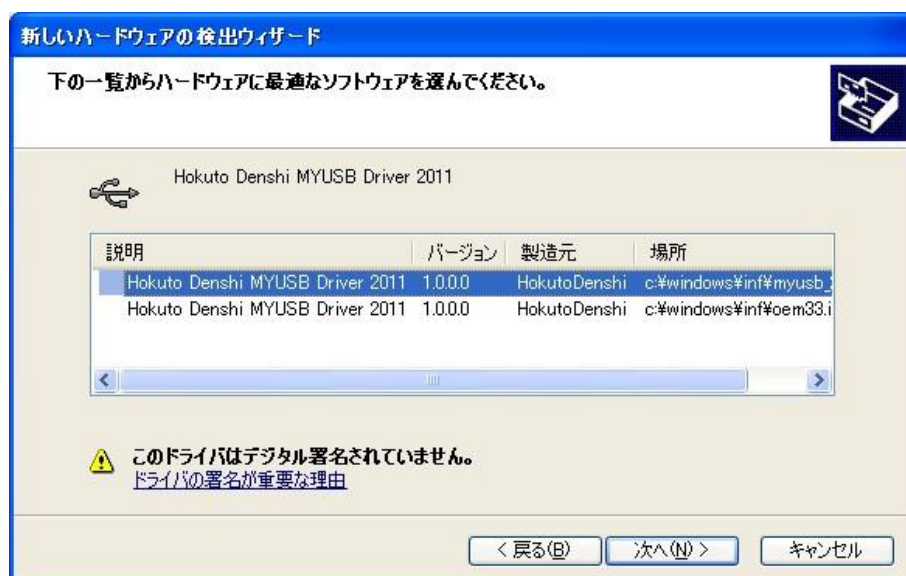 新しいハードウェアの検出ウィザード
下の一覧からハードウェアに最適なソフトウェアを選んでください。
Hokuto Denshi MYUSB Driver 2011
説明 バージョン 製造元 場所
Hokuto Denshi MYUSB Driver 2011 1.0.0.0 HokutoDenshi c:¥windows¥inf¥myusb_
Hokuto Denshi MYUSB Driver 2011 1.0.0.0 HokutoDenshi c:¥windows¥inf¥oem33.i
このドライバはデジタル署名されていません。
ドライバの署名が重要な理由
< 戻る(B) 次へ(N) > キャンセル